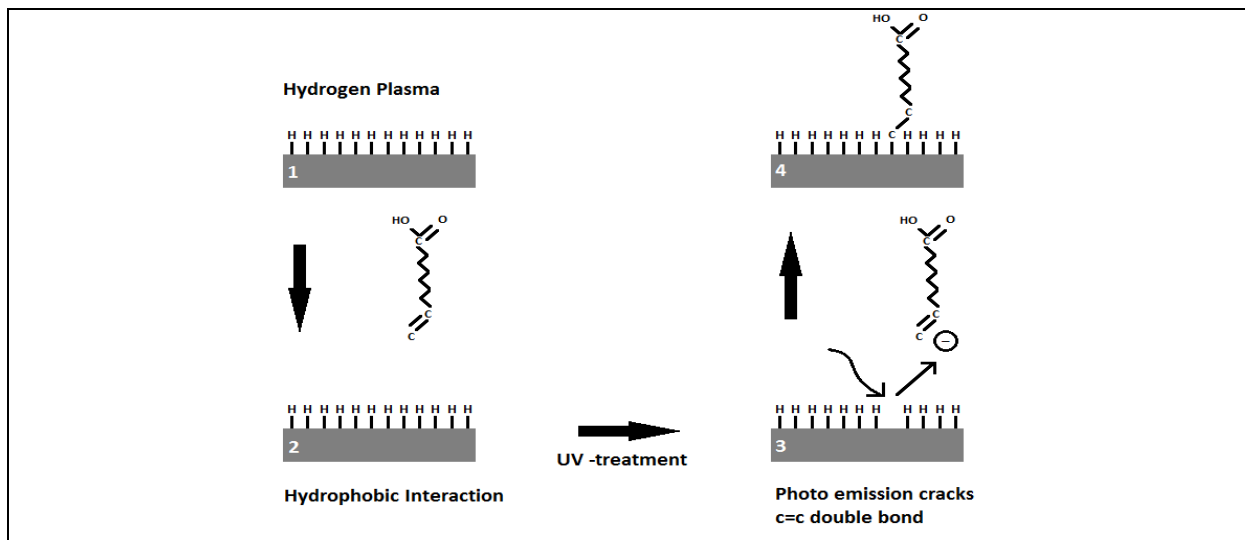 Hydrogen Plasma
H H H H H H H H H H H H
1
HO O
C
C
C
H H H H H H H H H H H H
2
Hydrophobic Interaction
UV -treatment
HO O
C
C
C
−
H H H H H H H H H H H
3
Photo emission cracks
c=c double bond
HO O
C
C
H H H H H H H C H H H H
4